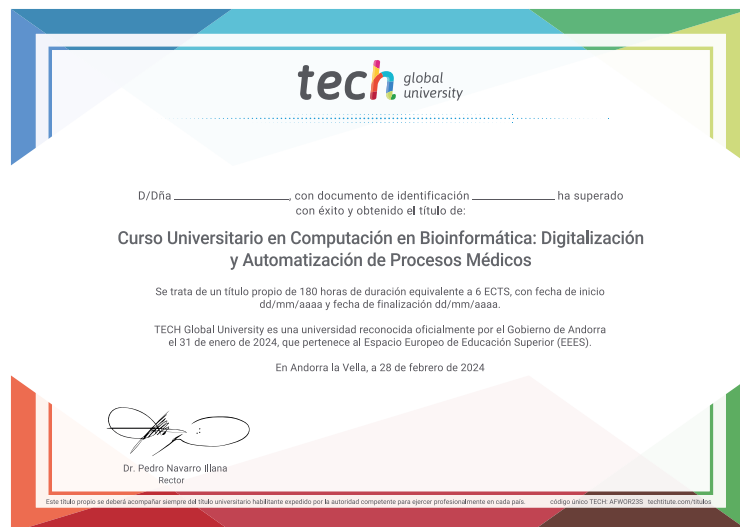 tech global
university
D/Dña ______________, con documento de identificación __________ ha superado
con éxito y obtenido el título de:
Curso Universitario en Computación en Bioinformática: Digitalización
y Automatización de Procesos Médicos
Se trata de un título propio de 180 horas de duración equivalente a 6 ECTS, con fecha de inicio
dd/mm/aaaa y fecha de finalización dd/mm/aaaa.
TECH Global University es una universidad reconocida oficialmente por el Gobierno de Andorra
el 31 de enero de 2024, que pertenece al Espacio Europeo de Educación Superior (EEES).
En Andorra la Vella, a 28 de febrero de 2024
Dr. Pedro Navarro Illana
Rector
Este título propio se deberá acompañar siempre del título universitario habilitante expedido por la autoridad competente para ejercer profesionalmente en cada país. código único TECH: AFWOR23S techtitute.com/titulos